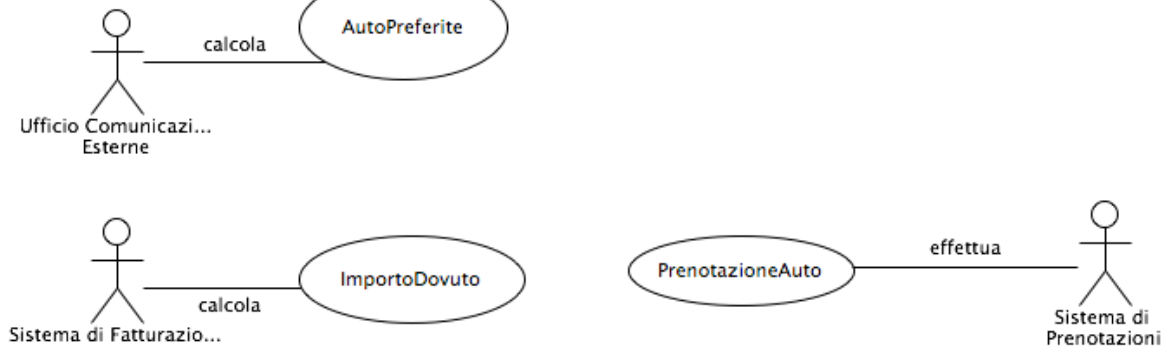 AutoPreferite
calcola
Ufficio Comunicazi...
Esterne
ImportoDovuto
calcola
Sistema di Fatturazio...
PrenotazioneAuto
effettua
Sistema di
Prenotazioni